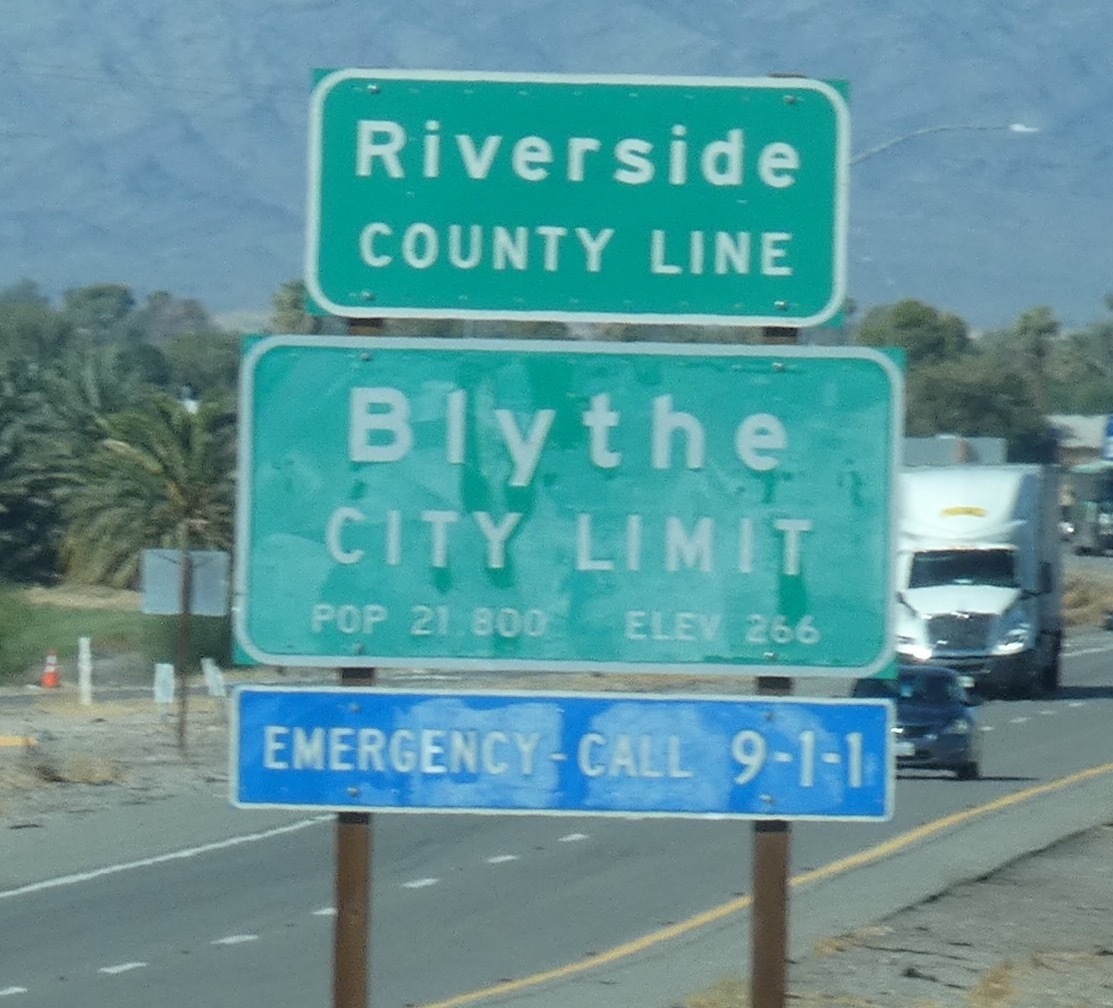 Riverside
COUNTY LINE
Blythe
CITY LIMIT
POP 21,800 ELEV 266
EMERGENCY-CALL 9-1-1